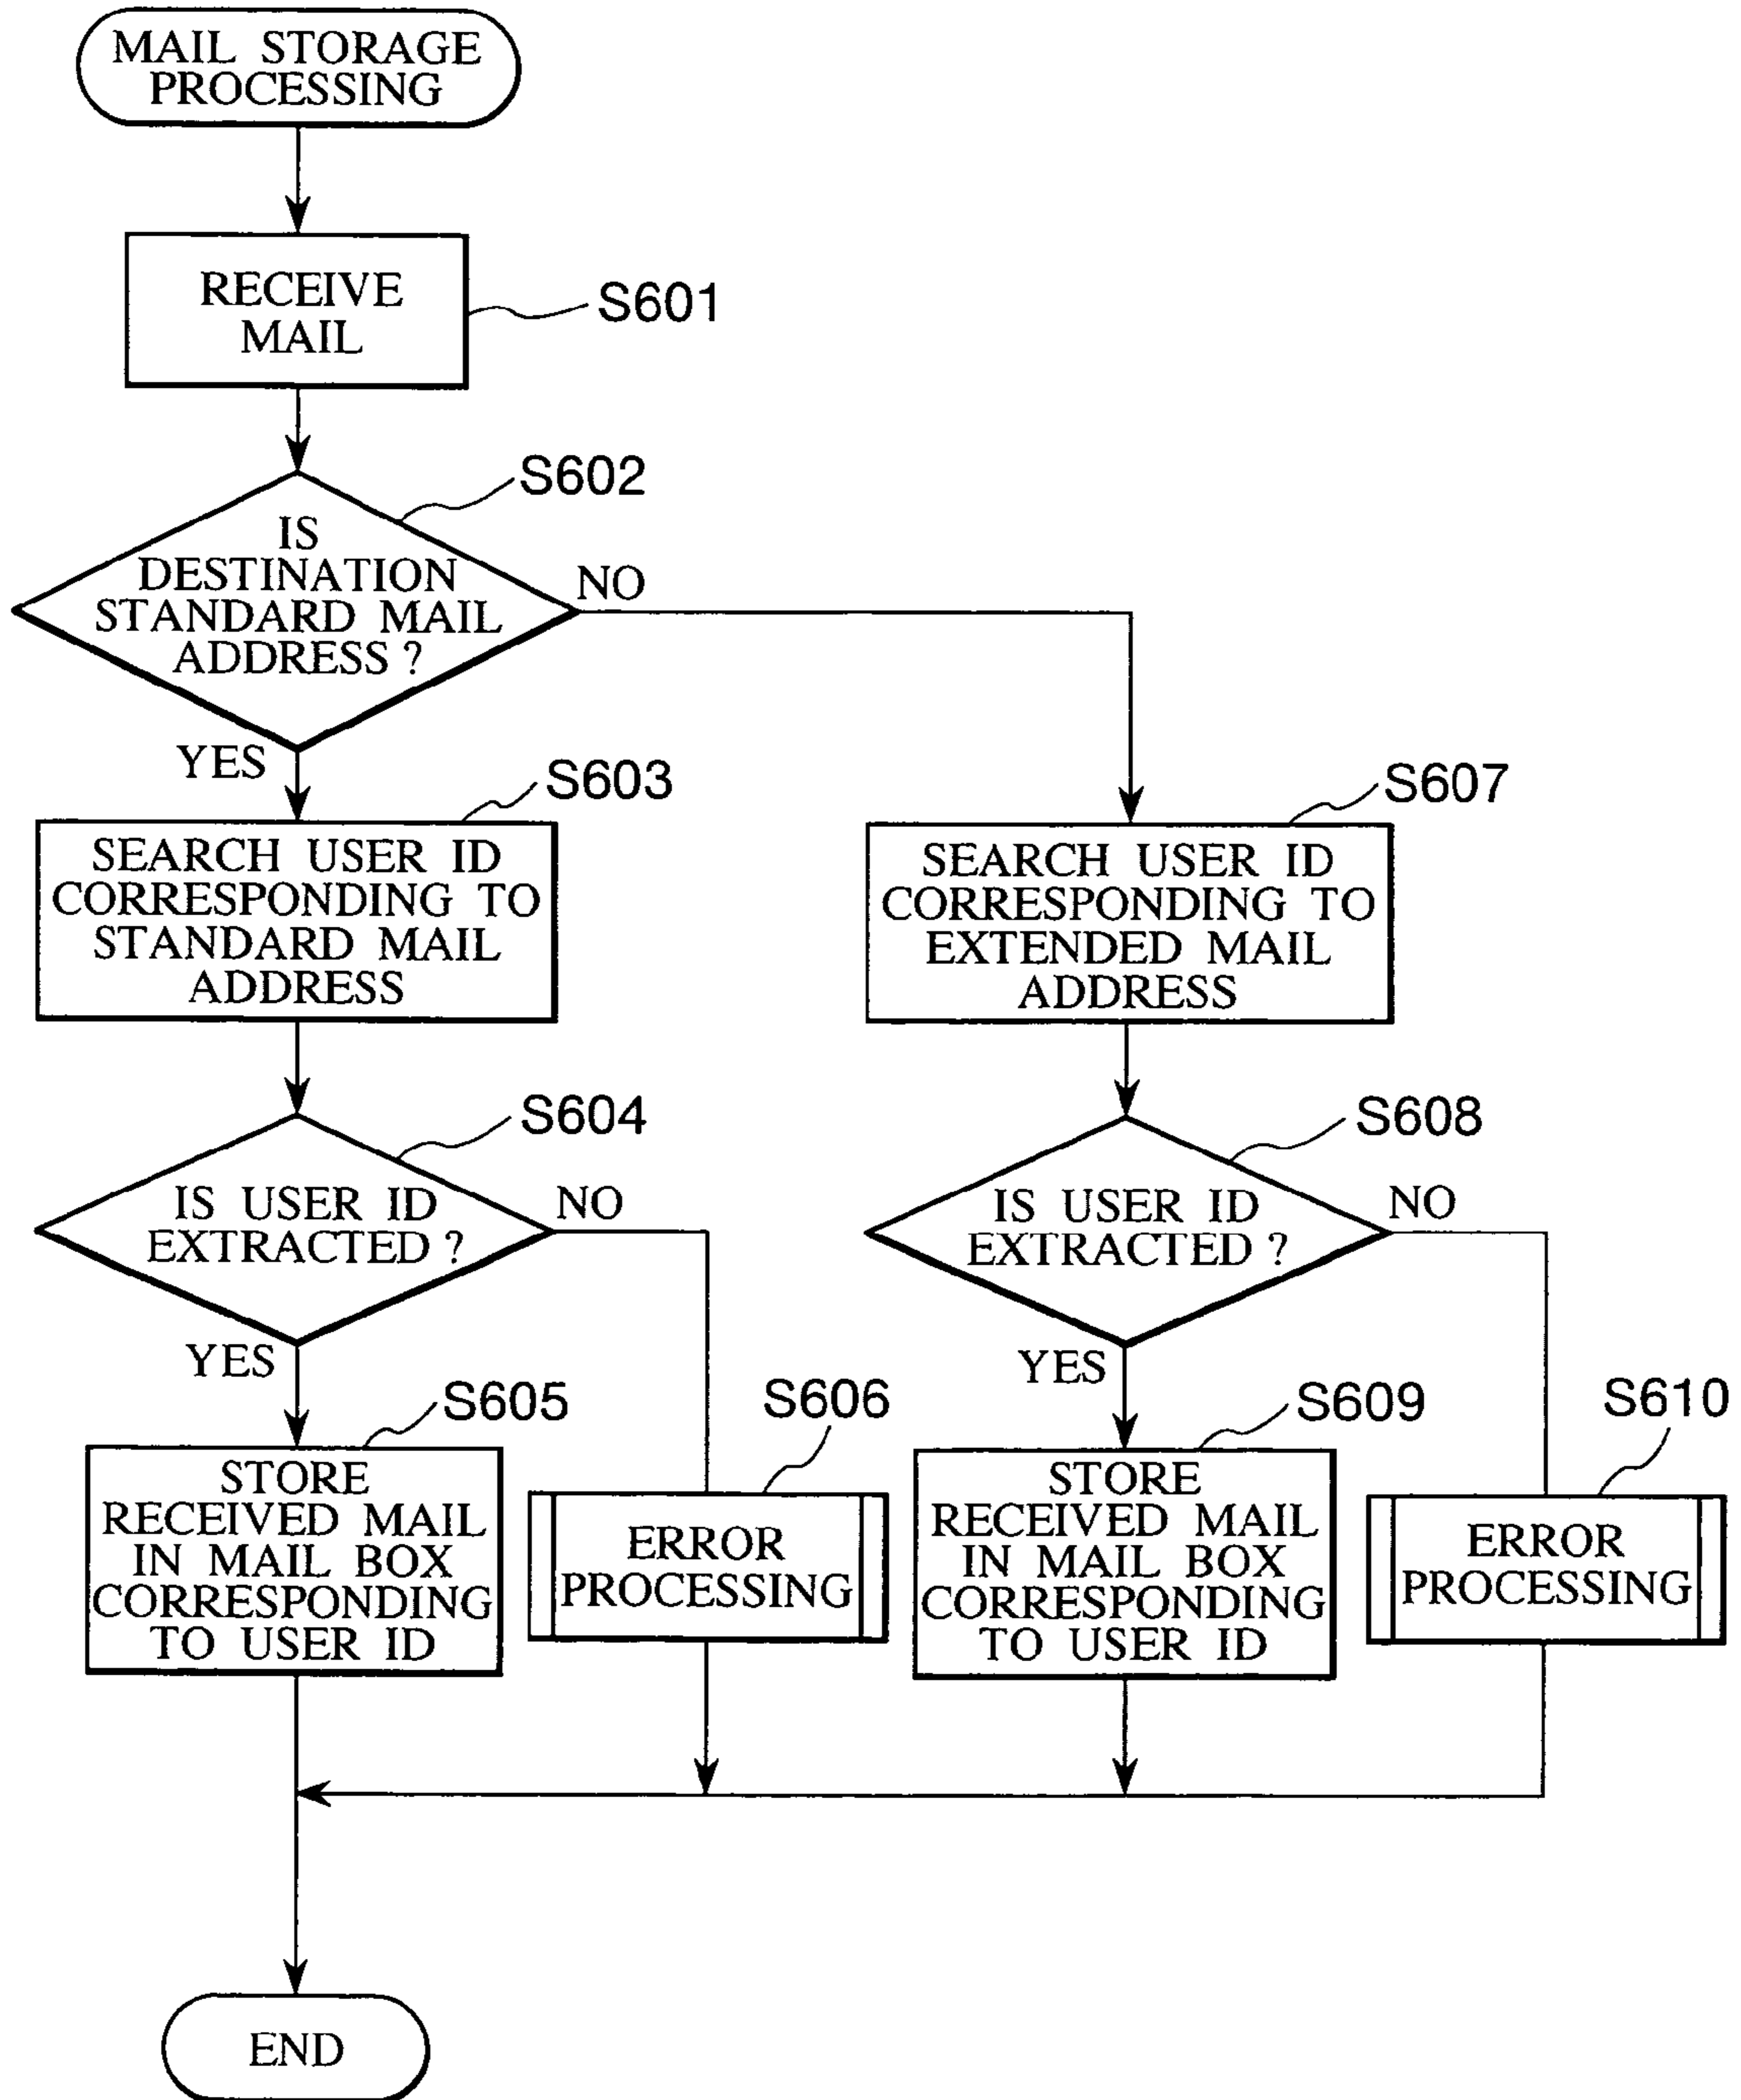 MAIL STORAGE
PROCESSING
RECEIVE
MAIL
S601
S602
IS
DESTINATION
STANDARD MAIL
ADDRESS ?
NO
YES
S603
SEARCH USER ID
CORRESPONDING TO
STANDARD MAIL
ADDRESS
S607
SEARCH USER ID
CORRESPONDING TO
EXTENDED MAIL
ADDRESS
S604
IS USER ID
EXTRACTED ?
NO
YES
S608
IS USER ID
EXTRACTED ?
NO
YES
S605
STORE
RECEIVED MAIL
IN MAIL BOX
CORRESPONDING
TO USER ID
S606
ERROR
PROCESSING
S609
STORE
RECEIVED MAIL
IN MAIL BOX
CORRESPONDING
TO USER ID
S610
ERROR
PROCESSING
END